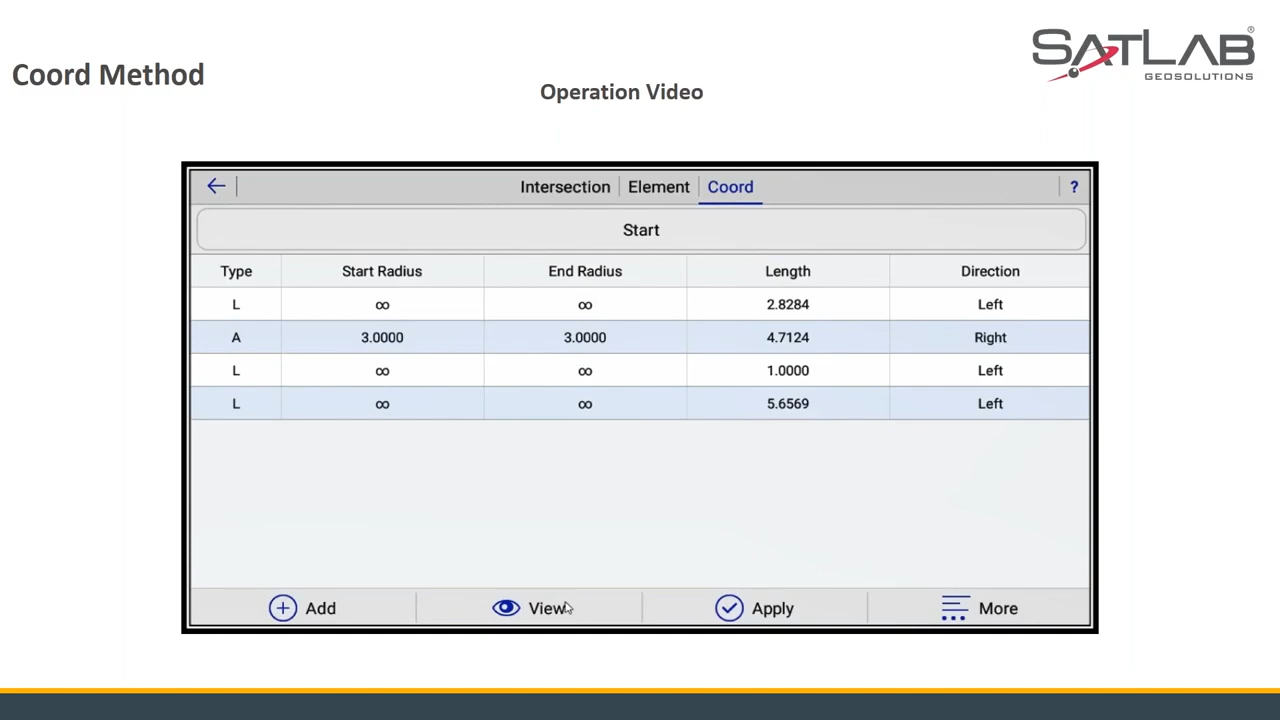 SATLAB®
GEOSOLUTIONS
Coord Method
Operation Video
Intersection Element Coord ?
Start
Type Start Radius End Radius Length Direction
L ∞ ∞ 2.8284 Left
A 3.0000 3.0000 4.7124 Right
L ∞ ∞ 1.0000 Left
L ∞ ∞ 5.6569 Left
Add View Apply More